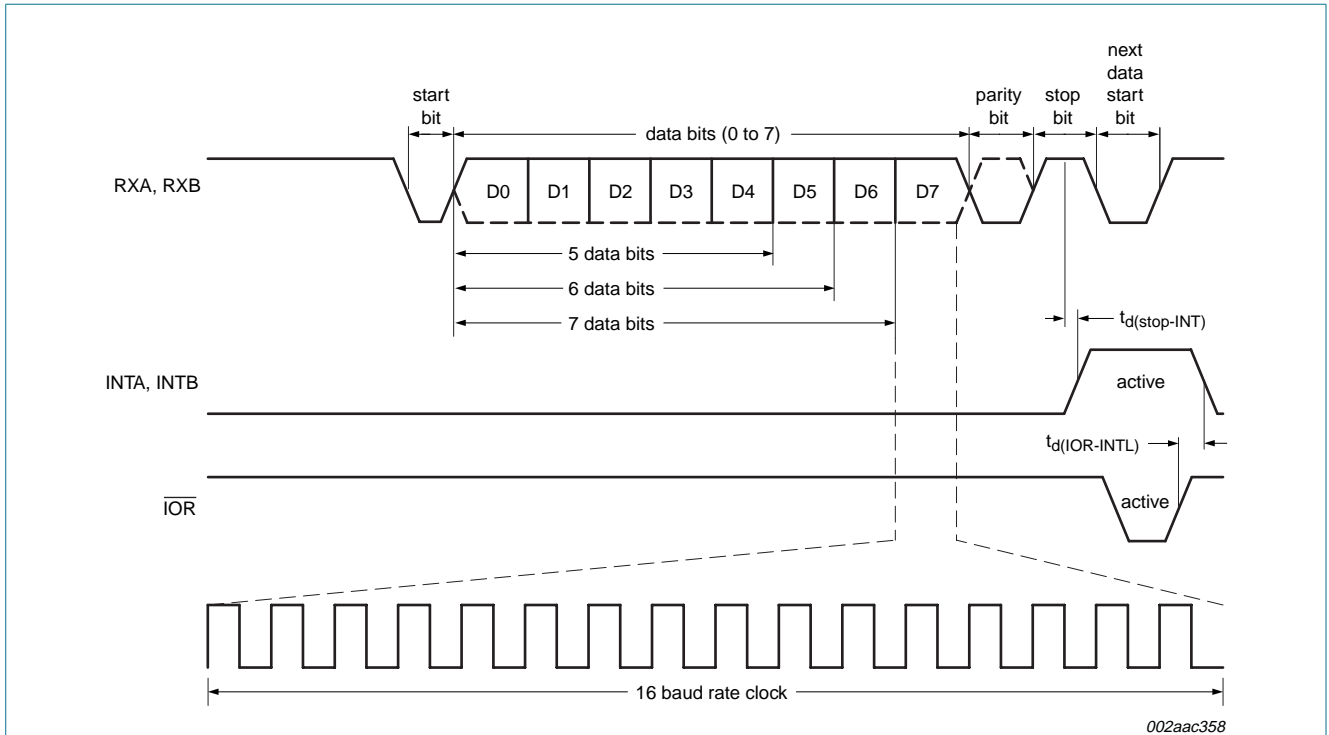 next
data
start
bit
start
bit
parity
bit
stop
bit
data bits (0 to 7)
RXA, RXB
D0 D1 D2 D3 D4 D5 D6 D7
5 data bits
6 data bits
7 data bits
td(stop-INT)
INTA, INTB
active
td(IOR-INTL)
IOR
active
16 baud rate clock
002aac358